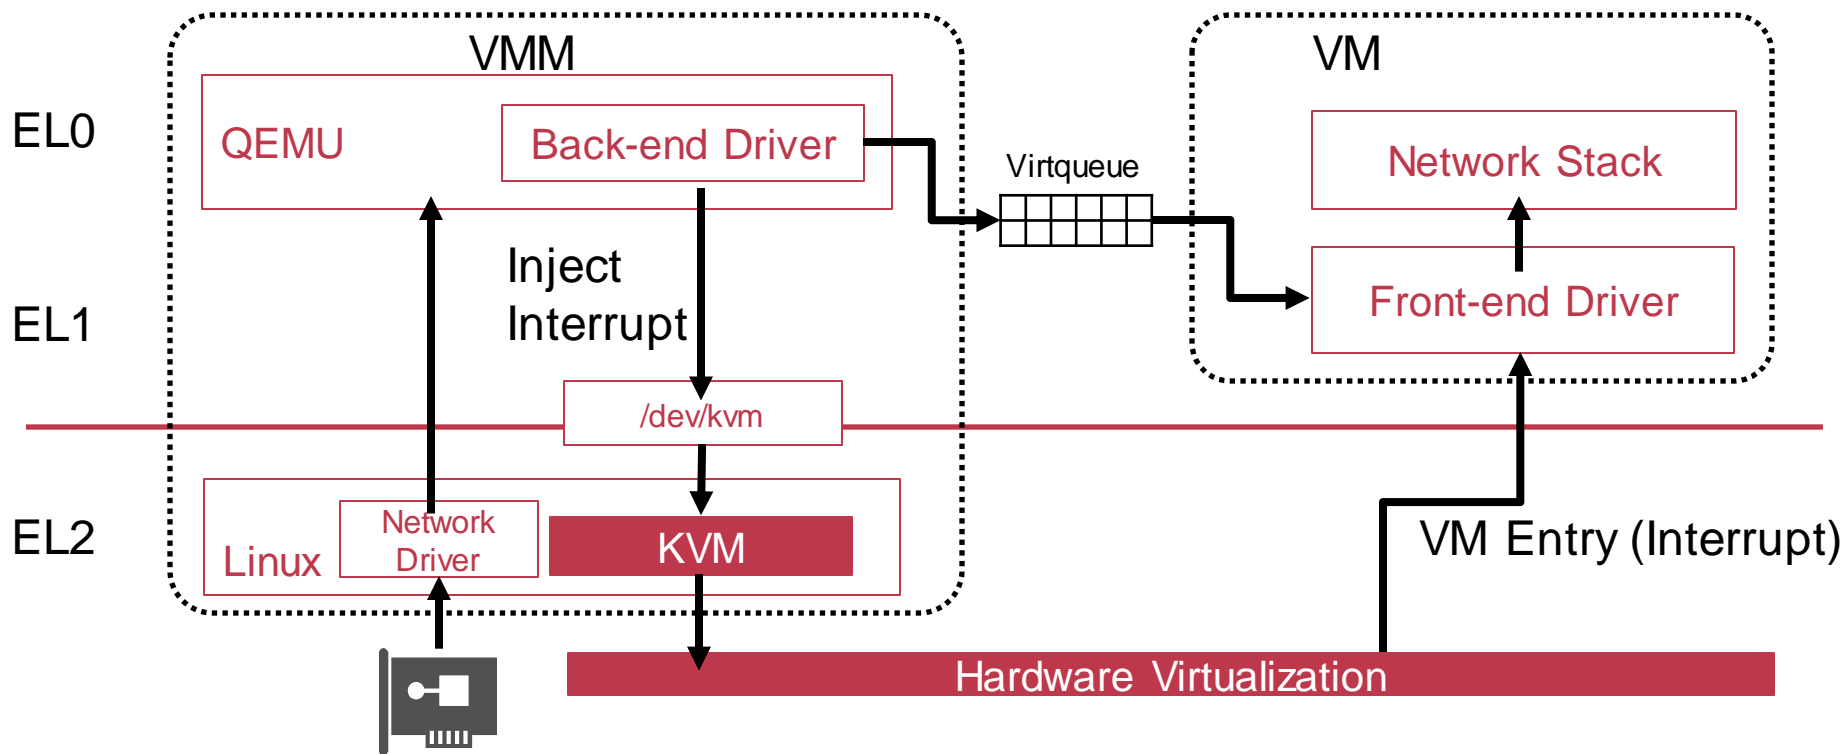 VMM
VM
EL0
QEMU
Back-end Driver
Virtqueue
Network Stack
Inject
Interrupt
EL1
Front-end Driver
/dev/kvm
EL2
Linux
Network
Driver
KVM
VM Entry (Interrupt)
Hardware Virtualization